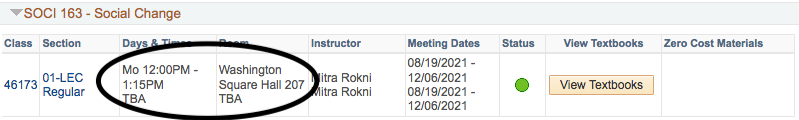 SOCI 163 - Social Change
Class Section Days & Times Room Instructor Meeting Dates Status View Textbooks Zero Cost Materials
46173
01-LEC
Regular
Mo 12:00PM -
1:15PM
TBA
Washington
Square Hall 207
TBA
Mitra Rokni
Mitra Rokni
08/19/2021 -
12/06/2021
08/19/2021 -
12/06/2021
View Textbooks